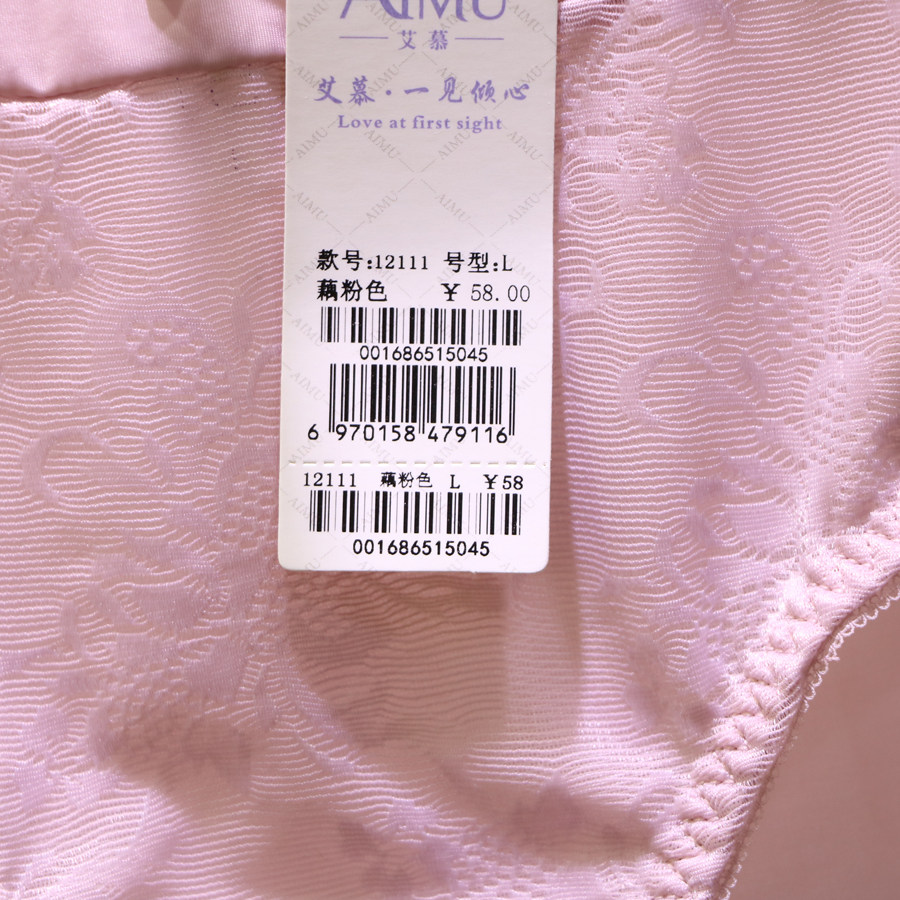 AIMU
艾慕
艾慕·一见倾心
Love at first sight
款号:12111 号型:L
藕粉色 ¥ 58.00
001686515045
6 970158 479116
12111 藕粉色 L ¥58
001686515045